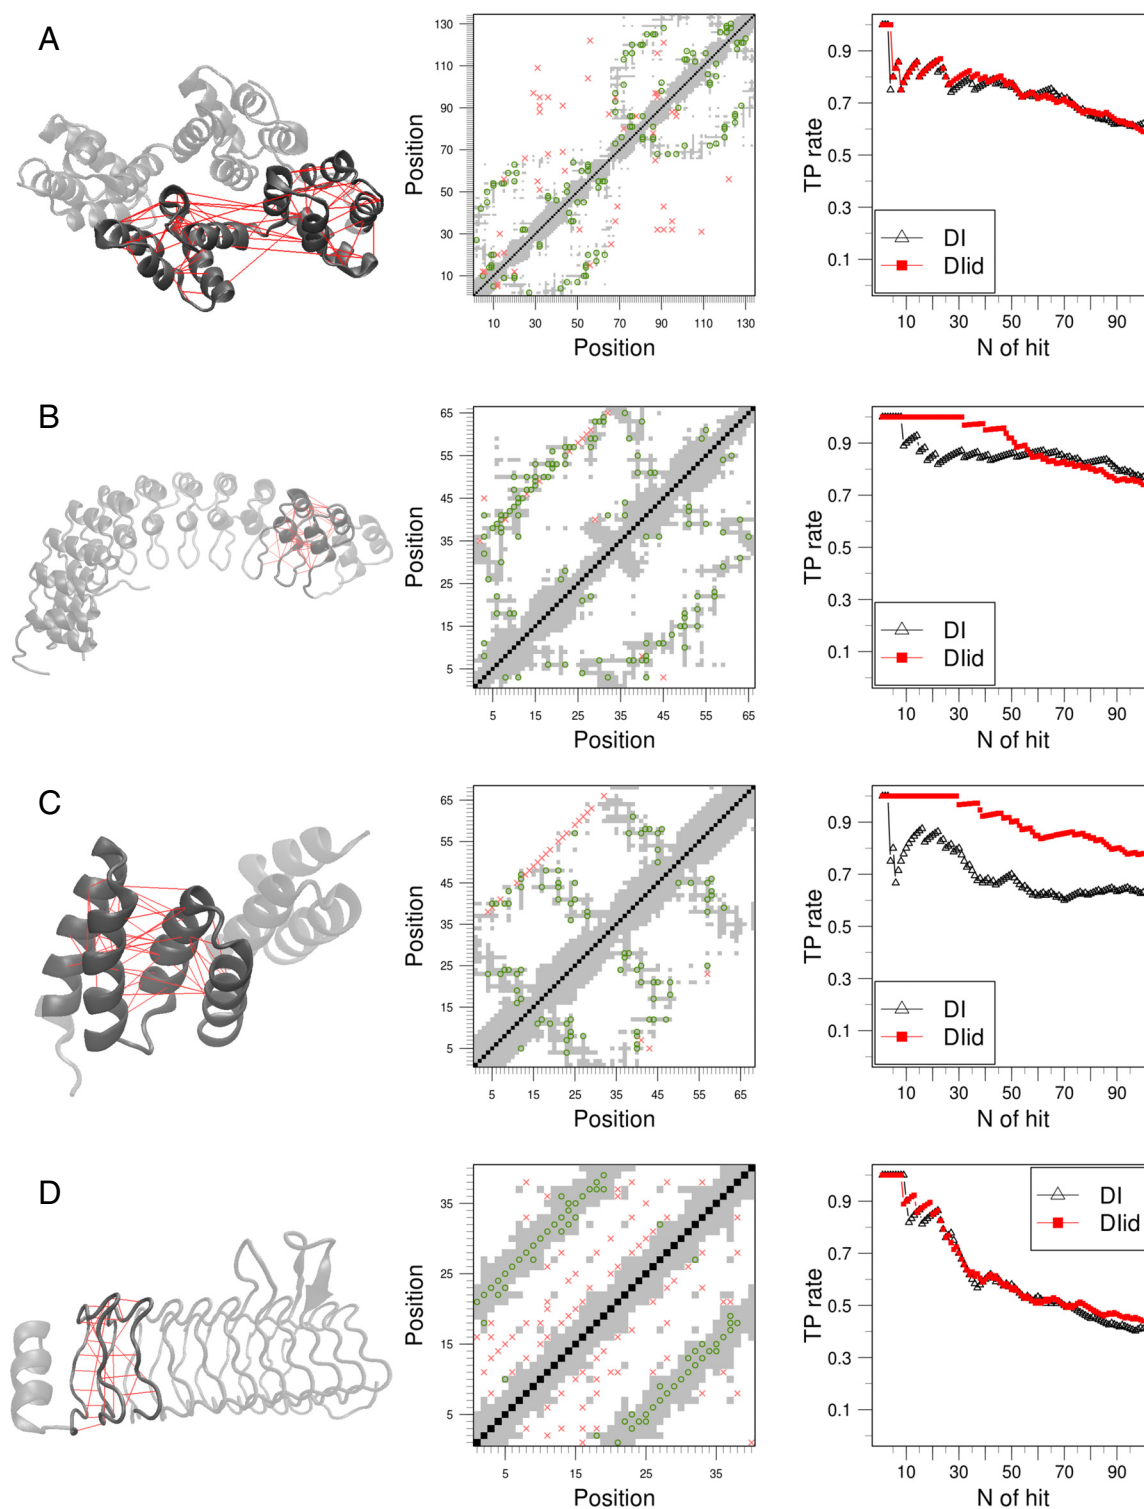 A
Position
130
110
90
70
50
30
10
10 30 50 70 90 110 130
Position
TP rate
0.9
0.7
0.5
0.3
0.1
DI
DIid
10 30 50 70 90
N of hit
B
Position
65
55
45
35
25
15
5
5 15 25 35 45 55 65
Position
TP rate
0.9
0.7
0.5
0.3
0.1
DI
DIid
10 30 50 70 90
N of hit
C
Position
65
55
45
35
25
15
5
5 15 25 35 45 55 65
Position
TP rate
0.9
0.7
0.5
0.3
0.1
DI
DIid
10 30 50 70 90
N of hit
D
Position
35
25
15
5
5 15 25 35
Position
TP rate
0.9
0.7
0.5
0.3
0.1
DI
DIid
10 30 50 70 90
N of hit